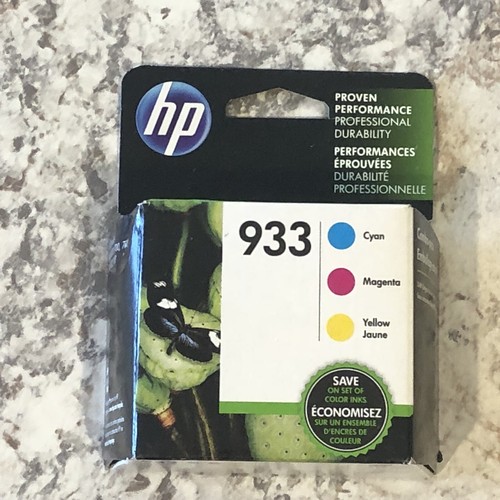 hp
PROVEN
PERFORMANCE
PROFESSIONAL
DURABILITY
PERFORMANCES
ÉPROUVÉES
DURABILITÉ
PROFESSIONNELLE
933
Cyan
Magenta
Yellow
Jaune
SAVE
ON SET OF
COLOR INKS
ÉCONOMISEZ
SUR UN ENSEMBLE
D'ENCRES DE
COULEUR